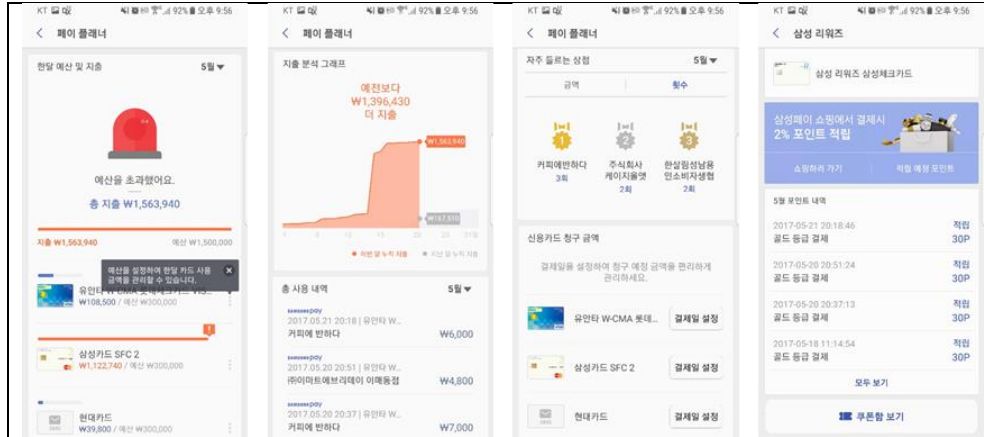 KT 92% 오후 9:56
페이 플래너
한달 예산 및 지출 5월▼
예산을 초과했어요.
총 지출 ₩1,563,940
지출 ₩1,563,940 예산 ₩1,500,000
예산을 설정하여 한달 카드 사용
금액을 관리할 수 있습니다.
유안타 W-CMA 롯데체크카드 VIS...
₩108,500 / 예산 ₩300,000
삼성카드 SFC 2
₩1,122,740 / 예산 ₩300,000
현대카드
₩39,800 / 예산 ₩300,000
KT 92% 오후 9:56
페이 플래너
지출 분석 그래프
예전보다
₩1,396,430
더 지출
₩1,563,940
₩167,510
1 5 10 15 20 25 31일
이번 달 누적 지출 지난 달 누적 지출
총 사용 내역 5월▼
SAMSUNG pay
2017.05.21 20:18 | 유안타 W...
커피에 반하다 ₩6,000
SAMSUNG pay
2017.05.20 20:51 | 유안타 W...
㈜이마트에브리데이 이매동점 ₩4,800
SAMSUNG pay
2017.05.20 20:37 | 유안타 W...
커피에 반하다 ₩7,000
KT 92% 오후 9:56
페이 플래너
자주 들르는 상점 5월▼
금액 횟수
1 2 3
커피에반하다 주식회사 한살림성남용
3회 케이지올앳 인소비자생협
2회 2회
신용카드 청구 금액
결제일을 설정하여 청구 예정 금액을 편리하게
관리하세요.
유안타 W-CMA 롯데... 결제일 설정
삼성카드 SFC 2 결제일 설정
현대카드 결제일 설정
KT 92% 오후 9:56
삼성 리워즈
삼성 리워즈 삼성체크카드
삼성페이 쇼핑에서 결제시
2% 포인트 적립
쇼핑하러 가기 적립 예정 포인트
5월 포인트 내역
2017-05-21 20:18:46 적립
골드 등급 결제 30P
2017-05-20 20:51:24 적립
골드 등급 결제 30P
2017-05-20 20:37:13 적립
골드 등급 결제 30P
2017-05-18 11:14:54 적립
골드 등급 결제 30P
모두 보기
쿠폰함 보기